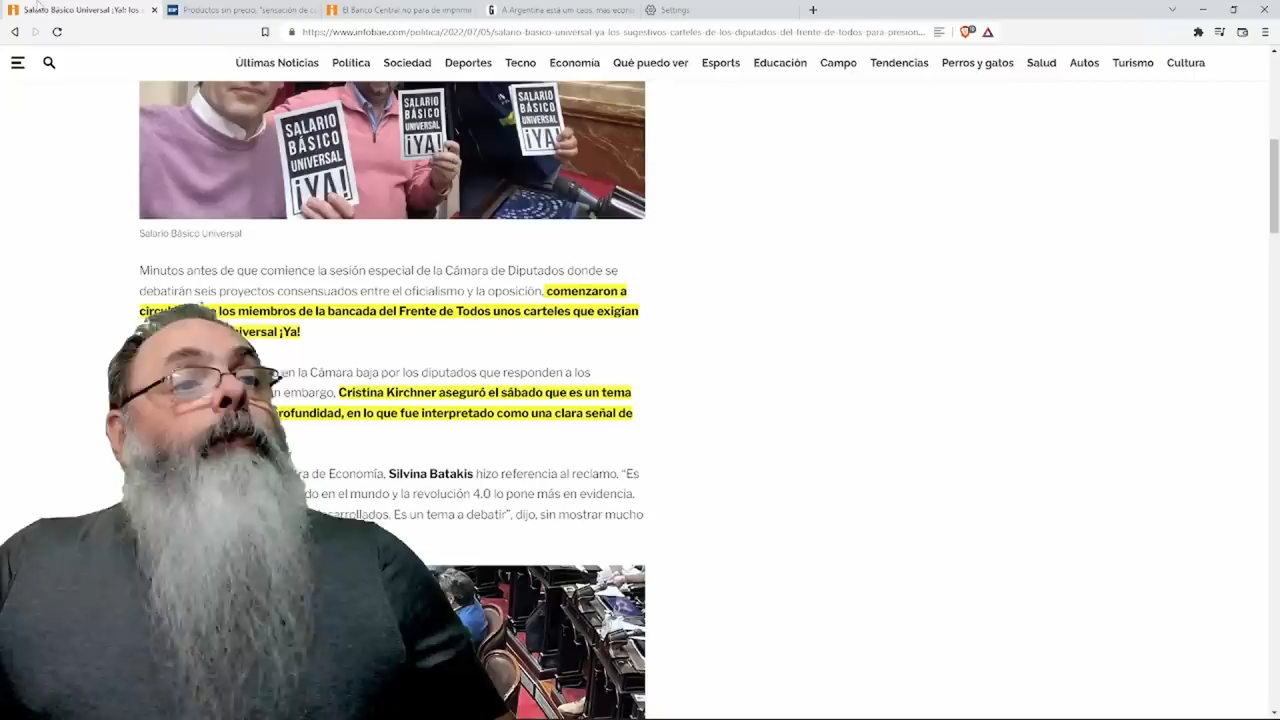 Salario Básico Universal ¡Ya!: los
Productos sin precio, "sensación de
El Banco Central no para de imprimir
A Argentina está um caos, mas econo
Settings
https://www.infobae.com/politica/2022/07/05/salario-basico-universal-ya-los-sugestivos-carteles-de-los-diputados-del-frente-de-todos-para-presion...
Últimas Noticias Política Sociedad Deportes Tecno Economía Qué puedo ver Esports Educación Campo Tendencias Perros y gatos Salud Autos Turismo Cultura
SALARIO
BÁSICO
UNIVERSAL
¡YA!
SALARIO
BÁSICO
UNIVERSAL
¡YA!
SALARIO
BÁSICO
UNIVERSAL
¡YA!
Salario Básico Universal
Minutos antes de que comience la sesión especial de la Cámara de Diputados donde se
debatirán seis proyectos consensuados entre el oficialismo y la oposición, comenzaron a
los miembros de la bancada del Frente de Todos unos carteles que exigían
iversal ¡Ya!
en la Cámara baja por los diputados que responden a los
embargo, Cristina Kirchner aseguró el sábado que es un tema
rofundidad, en lo que fue interpretado como una clara señal de
ra de Economía, Silvina Batakis hizo referencia al reclamo. “Es
do en el mundo y la revolución 4.0 lo pone más en evidencia.
sarrollados. Es un tema a debatir”, dijo, sin mostrar mucho